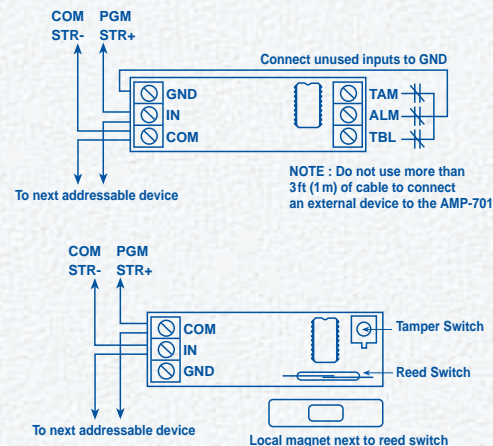 COM PGM
STR- STR+
Connect unused inputs to GND
GND
IN
COM
TAM
ALM
TBL
NOTE : Do not use more than
3ft (1m) of cable to connect
an external device to the AMP-701
To next addressable device
COM PGM
STR- STR+
COM
IN
GND
Tamper Switch
Reed Switch
To next addressable device
Local magnet next to reed switch